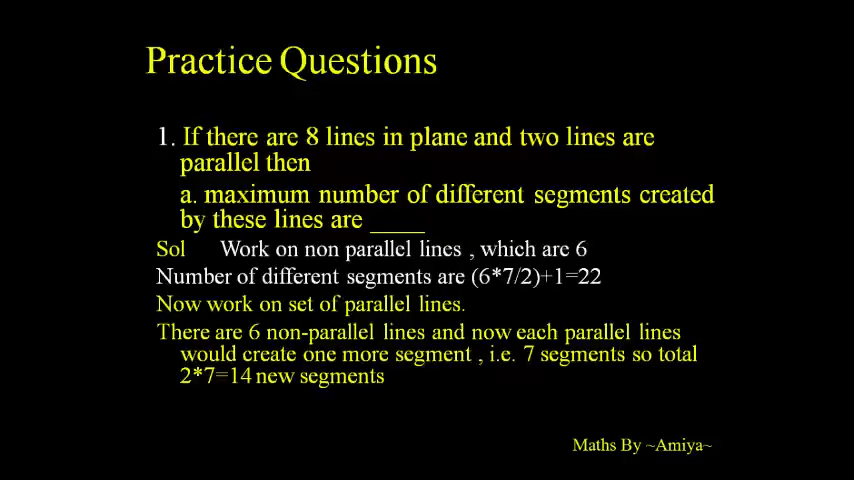 Practice Questions
1. If there are 8 lines in plane and two lines are
parallel then
a. maximum number of different segments created
by these lines are ____
Sol Work on non parallel lines , which are 6
Number of different segments are (6*7/2)+1=22
Now work on set of parallel lines.
There are 6 non-parallel lines and now each parallel lines
would create one more segment , i.e. 7 segments so total
2*7=14 new segments
Maths By ~Amiya~